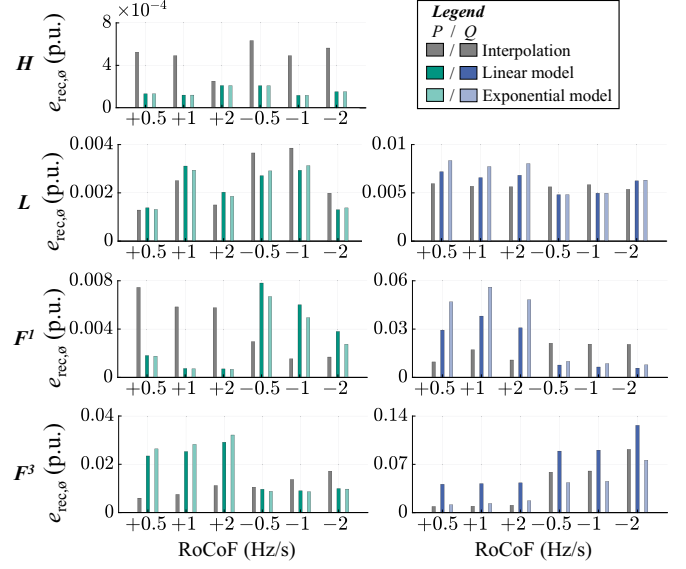 ×10⁻⁴
8
4
0
H
e_rec,ø (p.u.)
+0.5 +1 +2 −0.5 −1 −2
Legend
P / Q
/ Interpolation
/ Linear model
/ Exponential model
0.004
0.002
0
L
e_rec,ø (p.u.)
+0.5 +1 +2 −0.5 −1 −2
0.01
0.005
0
+0.5 +1 +2 −0.5 −1 −2
0.008
0.004
0
F¹
e_rec,ø (p.u.)
+0.5 +1 +2 −0.5 −1 −2
0.06
0.03
0
+0.5 +1 +2 −0.5 −1 −2
0.04
0.02
0
F³
e_rec,ø (p.u.)
+0.5 +1 +2 −0.5 −1 −2
RoCoF (Hz/s)
0.14
0.07
0
+0.5 +1 +2 −0.5 −1 −2
RoCoF (Hz/s)